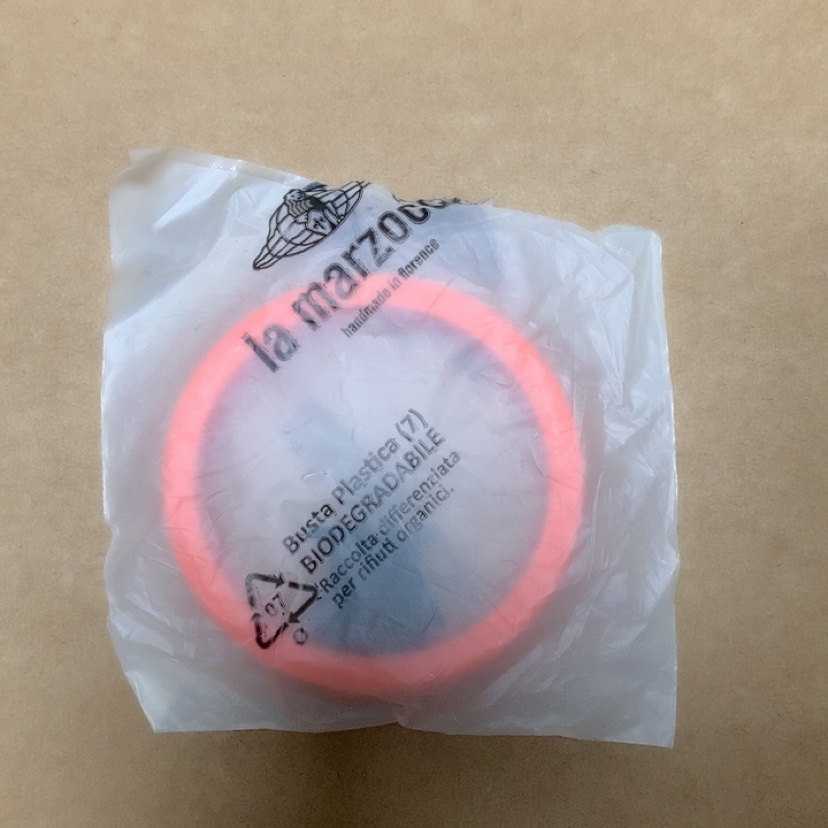 la marzocco
handmade in florence
Busta Plastica (7)
BIODEGRADABILE
Raccolta differenziata
per rifiuti organici.
07